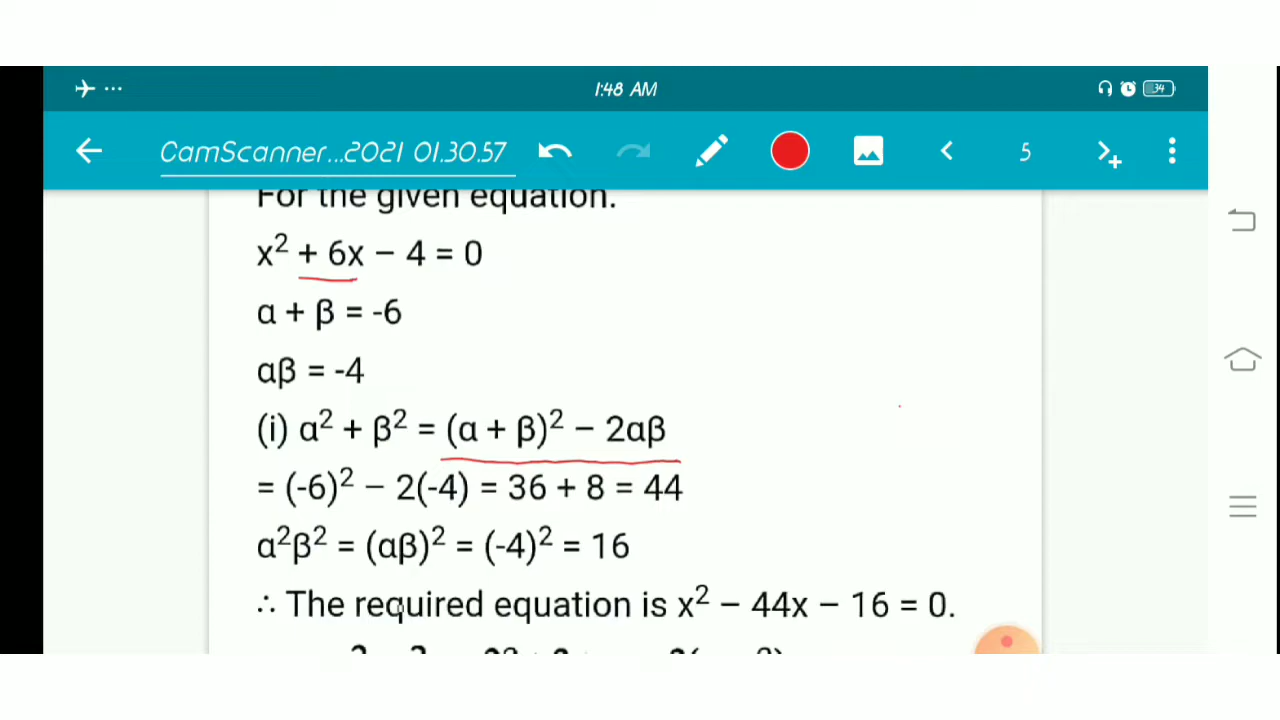 1:48 AM
34
CamScanner...2021 01.30.57
5
For the given equation.
x² + 6x – 4 = 0
α + β = -6
αβ = -4
(i) α² + β² = (α + β)² – 2αβ
= (-6)² – 2(-4) = 36 + 8 = 44
α²β² = (αβ)² = (-4)² = 16
∴ The required equation is x² – 44x – 16 = 0.